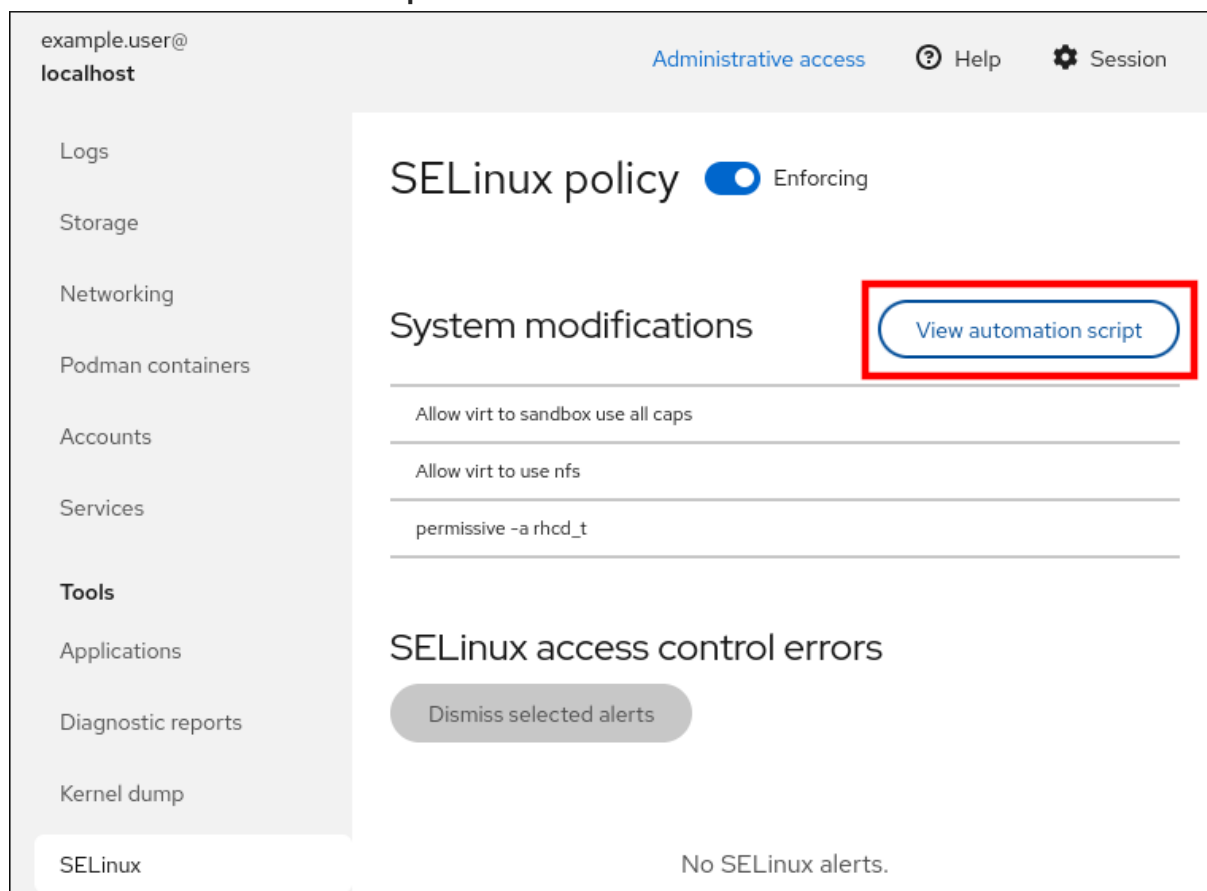 example.user@
localhost
Administrative access
Help
Session
Logs
Storage
Networking
Podman containers
Accounts
Services
Tools
Applications
Diagnostic reports
Kernel dump
SELinux
SELinux policy
Enforcing
System modifications
View automation script
Allow virt to sandbox use all caps
Allow virt to use nfs
permissive -a rhcd_t
SELinux access control errors
Dismiss selected alerts
No SELinux alerts.